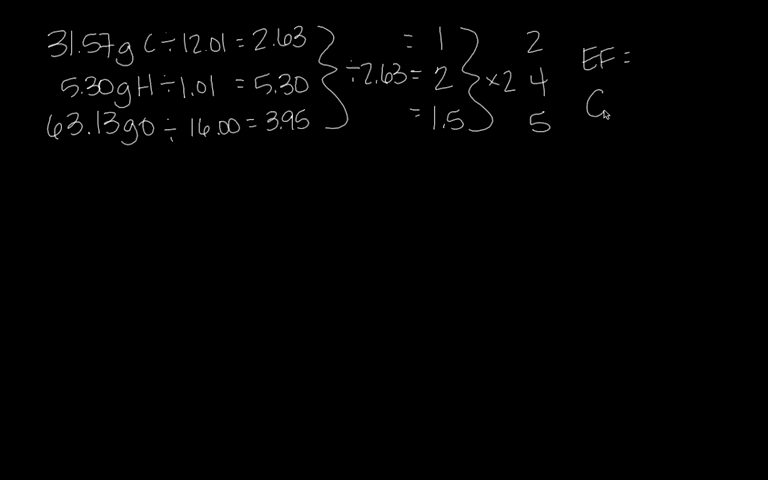 31.57g C ÷ 12.01 = 2.63 } = 1 } 2 EF =
5.30g H ÷ 1.01 = 5.30 } ÷ 2.63 = 2 } × 2 4 C
63.13g O ÷ 16.00 = 3.95 } = 1.5 } 5